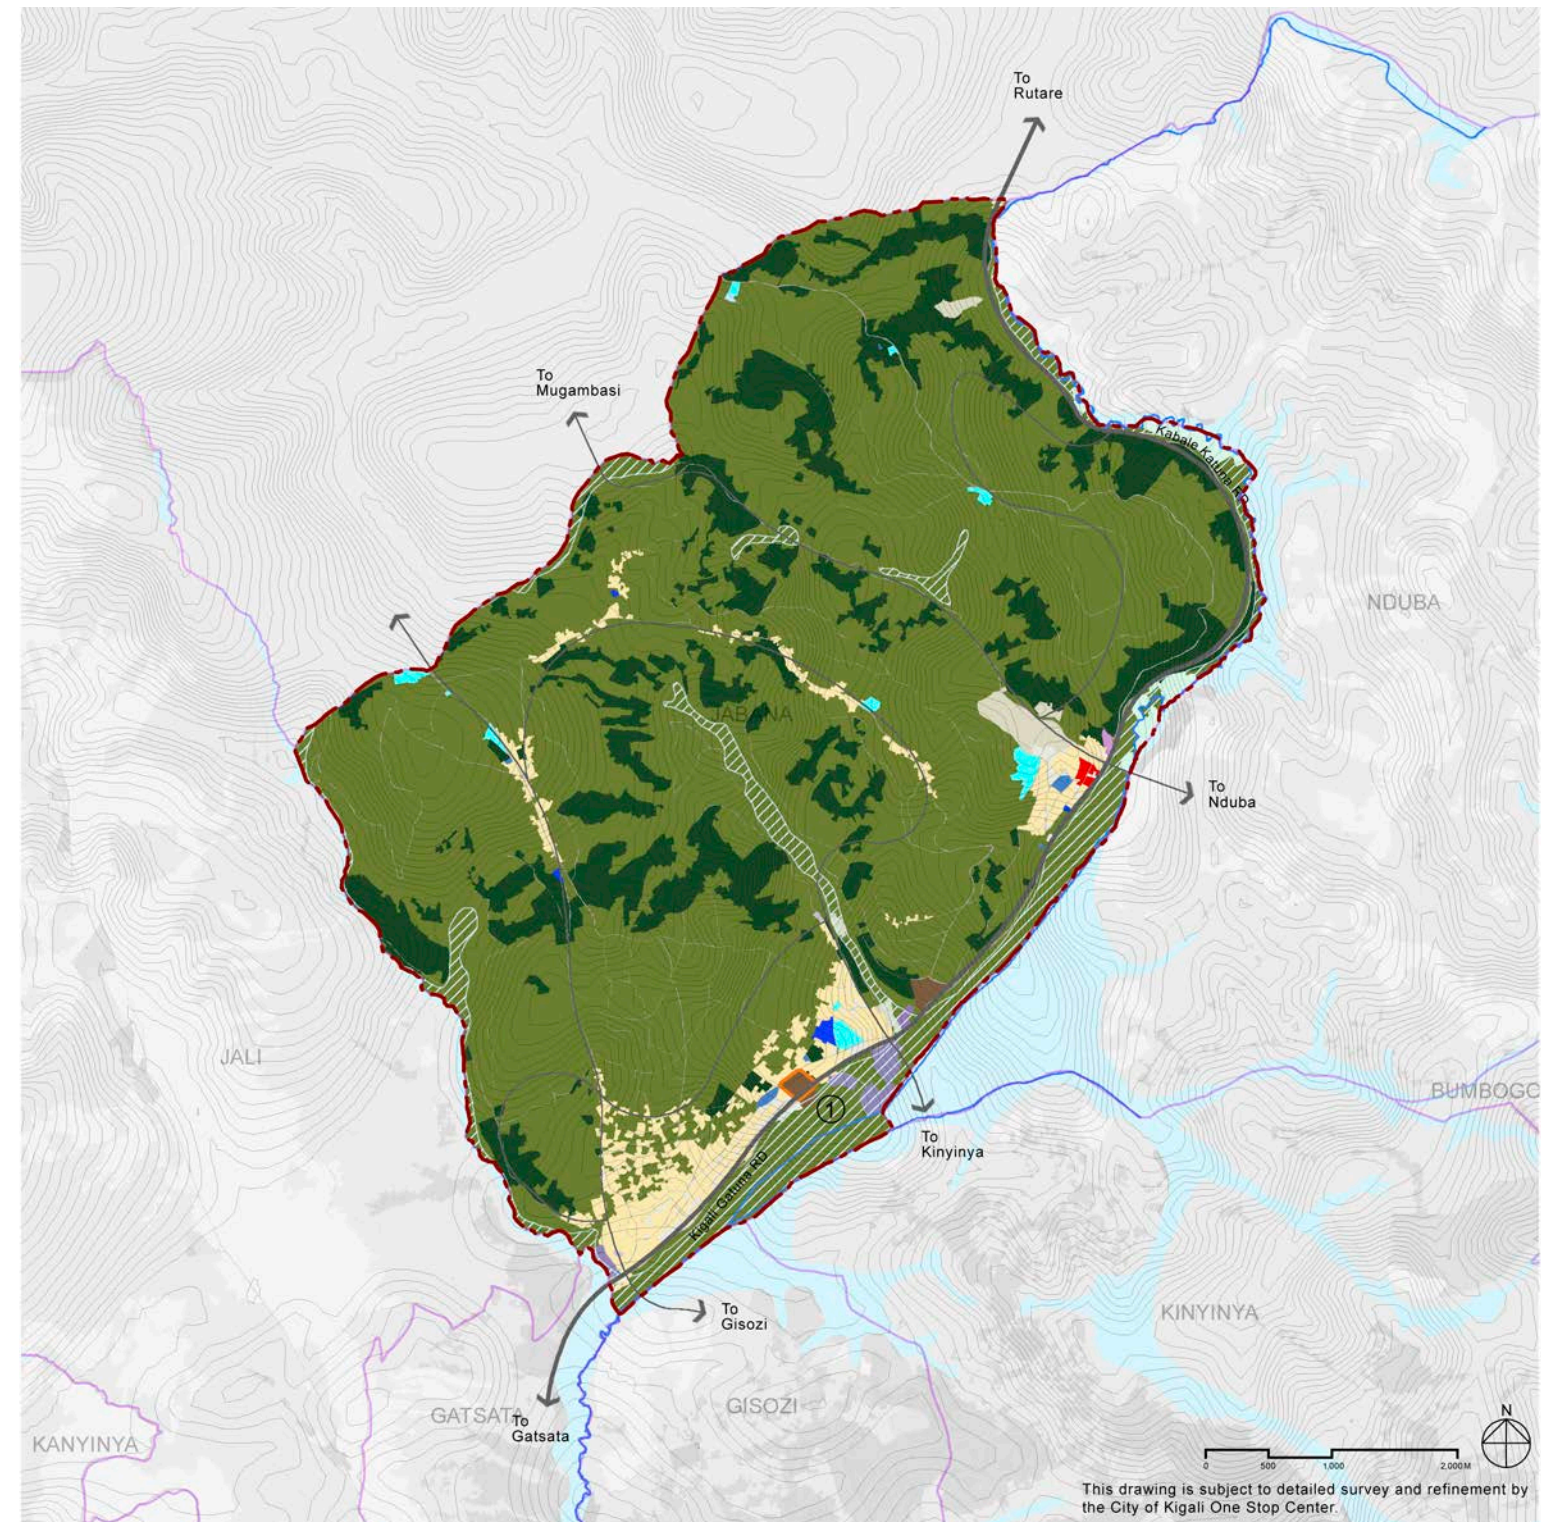 To
Rutare
To
Mugambasi
Kabale Katuna RD
NDUBA
JABANA
To
Nduba
JALI
BUMBOGO
1
To
Kinyinya
Kigali Gatuna RD
To
Gisozi
KINYINYA
GISOZI
GATSATA
To
Gatsata
KANYINYA
N
0 500 1,000 2,000M
This drawing is subject to detailed survey and refinement by
the City of Kigali One Stop Center.